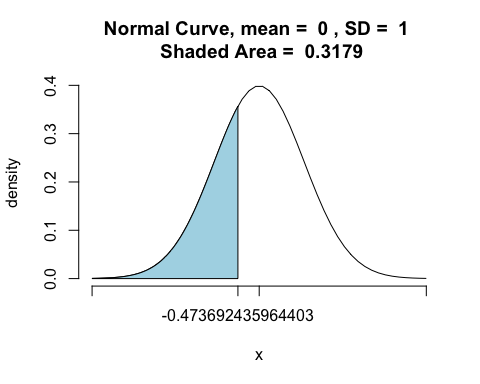 Normal Curve, mean =  0 , SD =  1
Shaded Area =  0.3179
density
0.4
0.3
0.2
0.1
0.0
-0.473692435964403
x